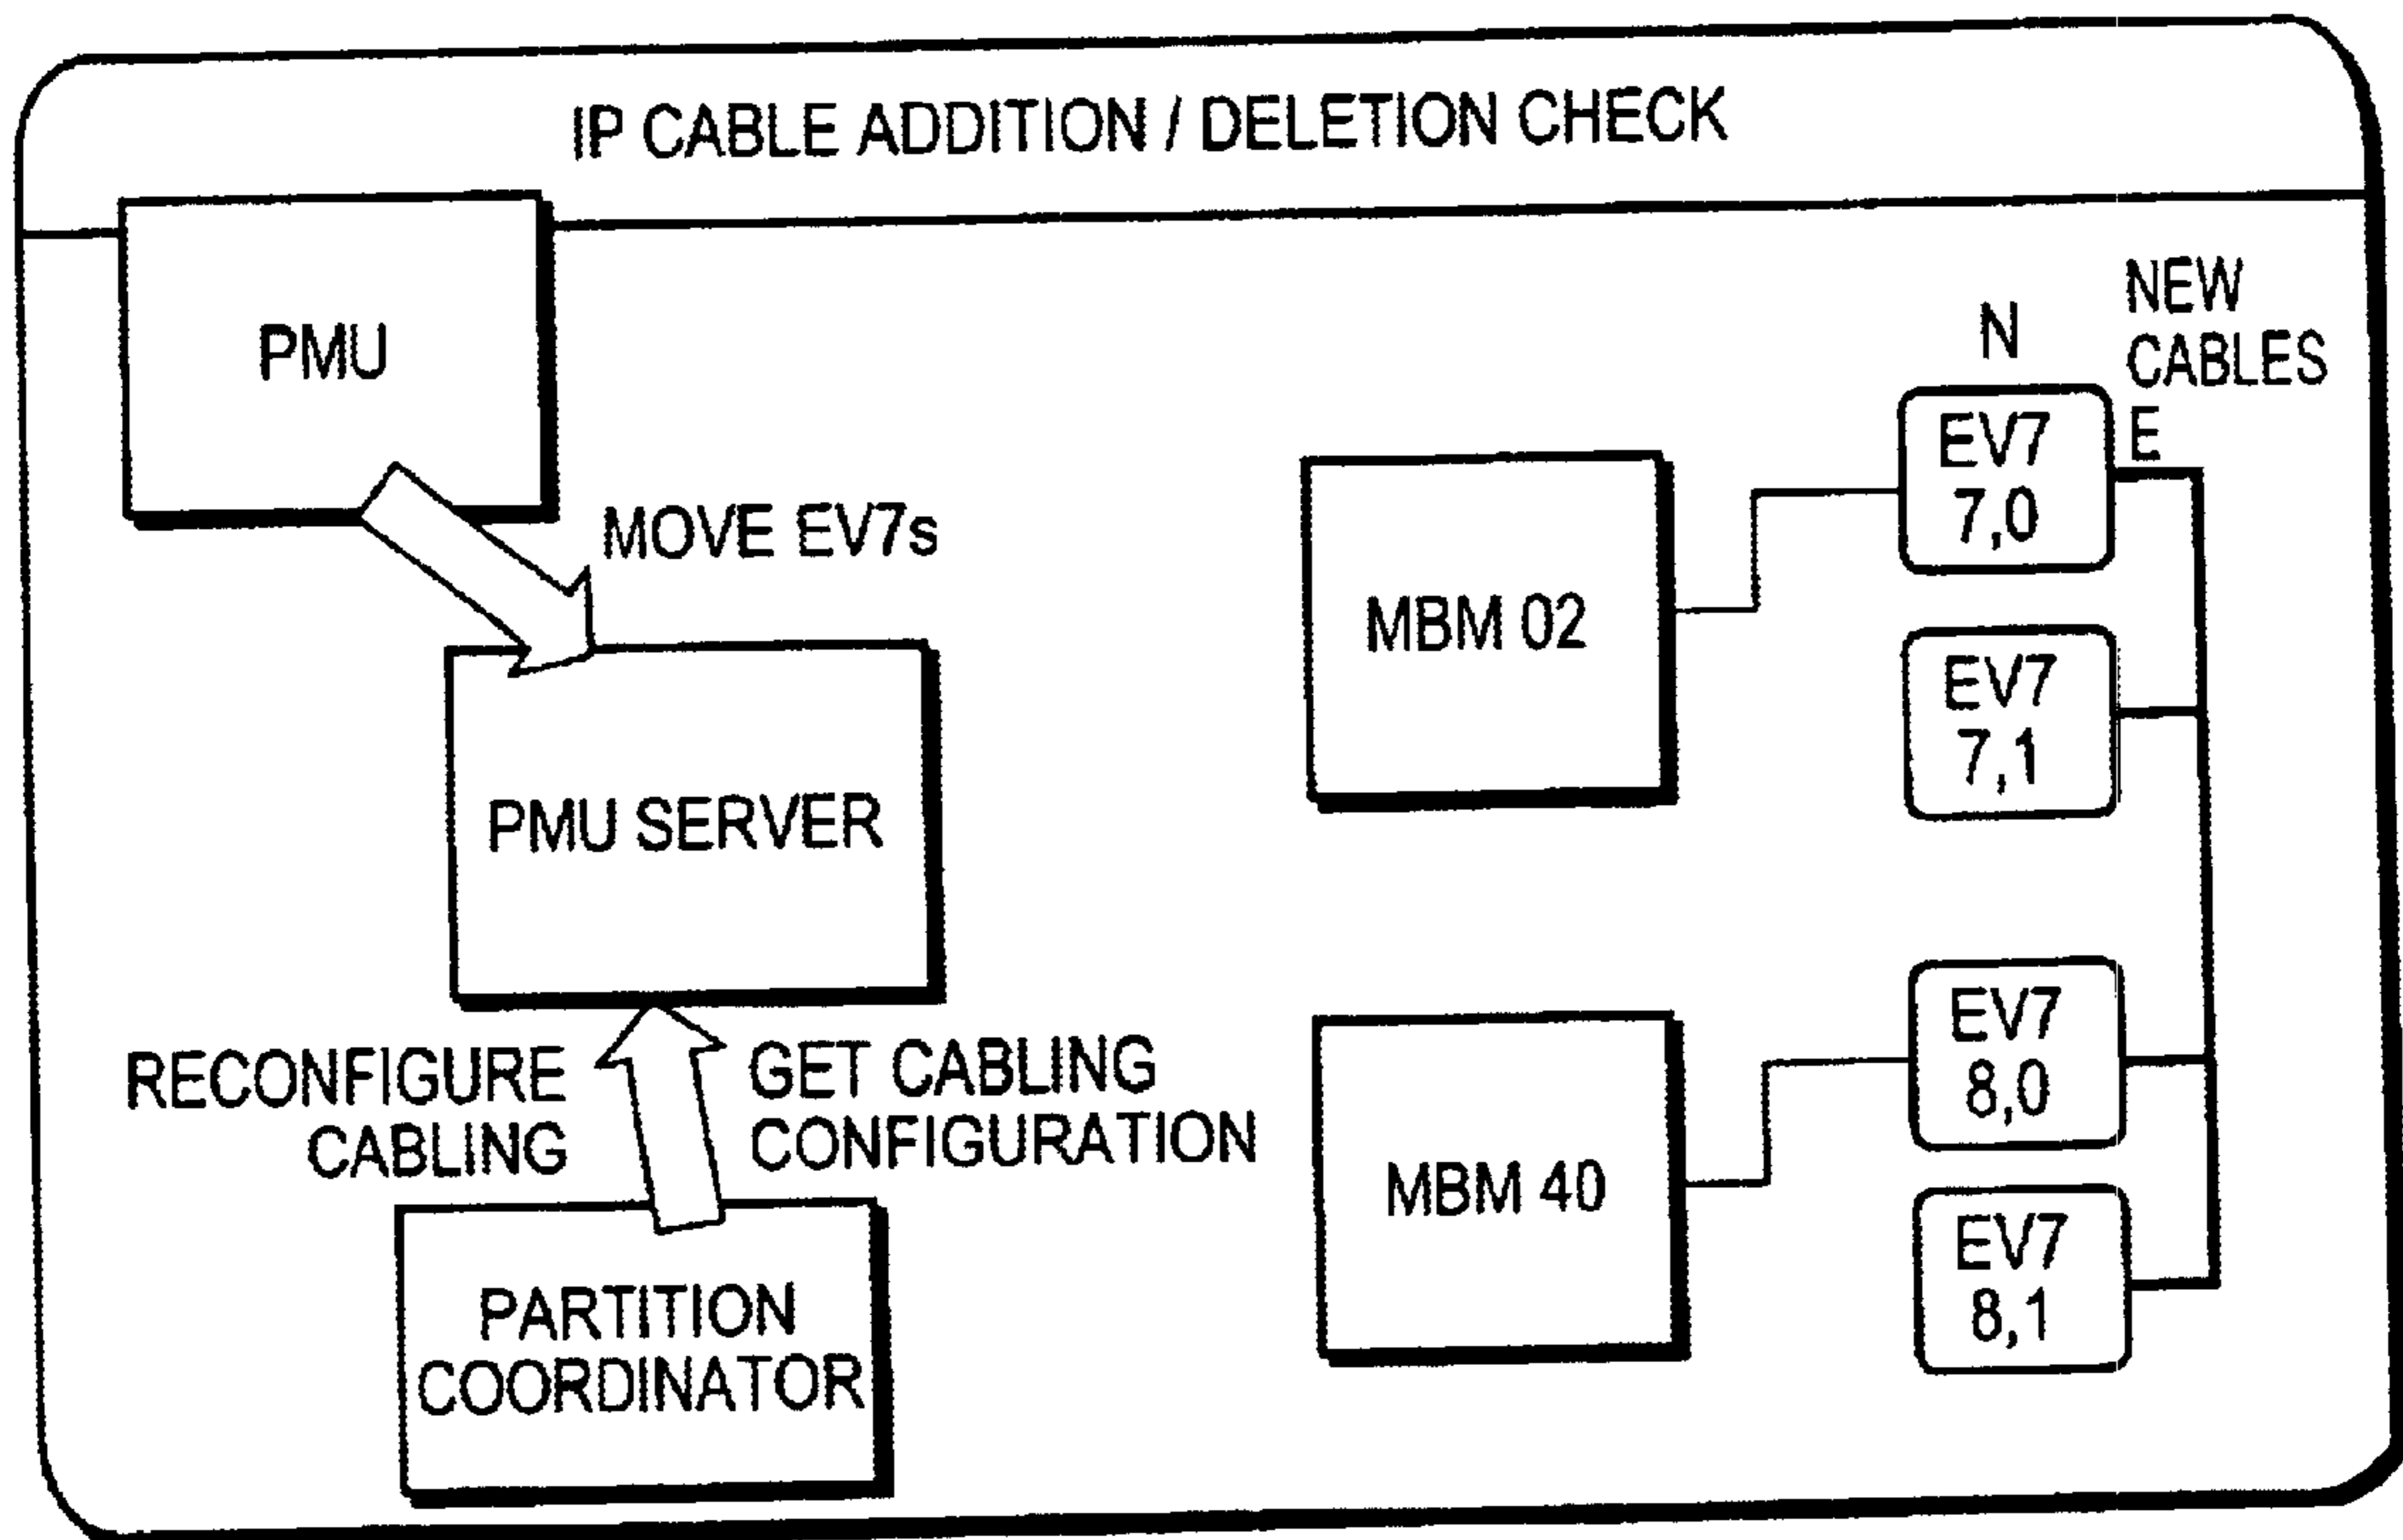 IP CABLE ADDITION / DELETION CHECK
PMU
MOVE EV7s
PMU SERVER
RECONFIGURE
CABLING
GET CABLING
CONFIGURATION
PARTITION
COORDINATOR
MBM 02
MBM 40
N
NEW
CABLES
E
EV7
7,0
EV7
7,1
EV7
8,0
EV7
8,1